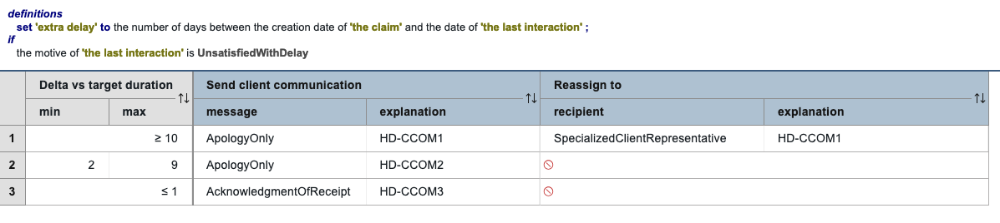 definitions
set 'extra delay' to the number of days between the creation date of 'the claim' and the date of 'the last interaction' ;
if
the motive of 'the last interaction' is UnsatisfiedWithDelay
Delta vs target duration Send client communication Reassign to
min max message explanation recipient explanation
1 ≥ 10 ApologyOnly HD-CCOM1 SpecializedClientRepresentative HD-CCOM1
2 2 9 ApologyOnly HD-CCOM2
3 ≤ 1 AcknowledgmentOfReceipt HD-CCOM3